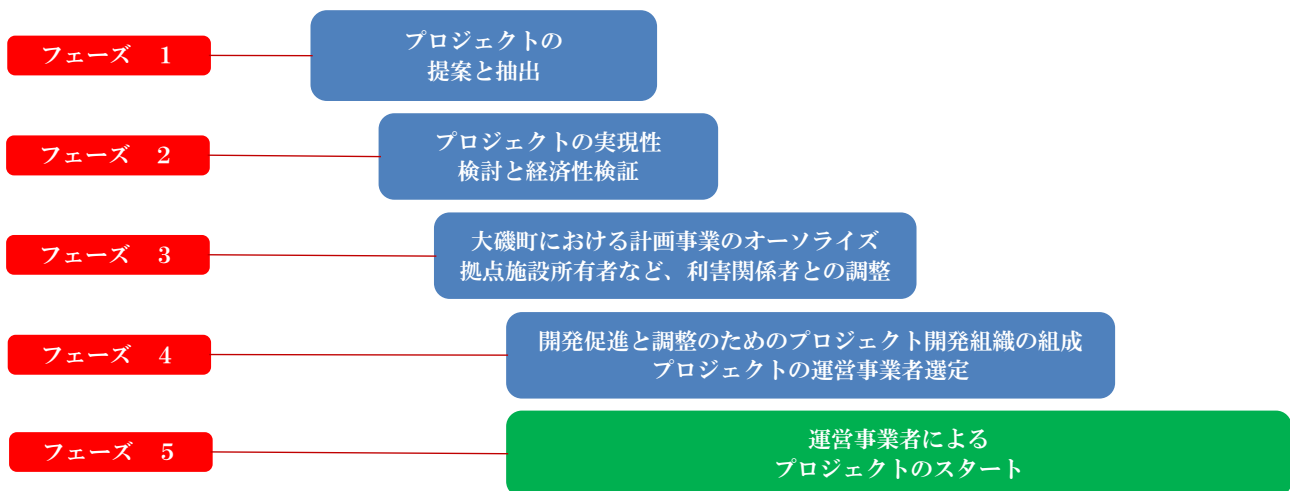 フェーズ　1
プロジェクトの
提案と抽出
フェーズ　2
プロジェクトの実現性
検討と経済性検証
フェーズ　3
大磯町における計画事業のオーソライズ
拠点施設所有者など、利害関係者との調整
フェーズ　4
開発促進と調整のためのプロジェクト開発組織の組成
プロジェクトの運営事業者選定
フェーズ　5
運営事業者による
プロジェクトのスタート